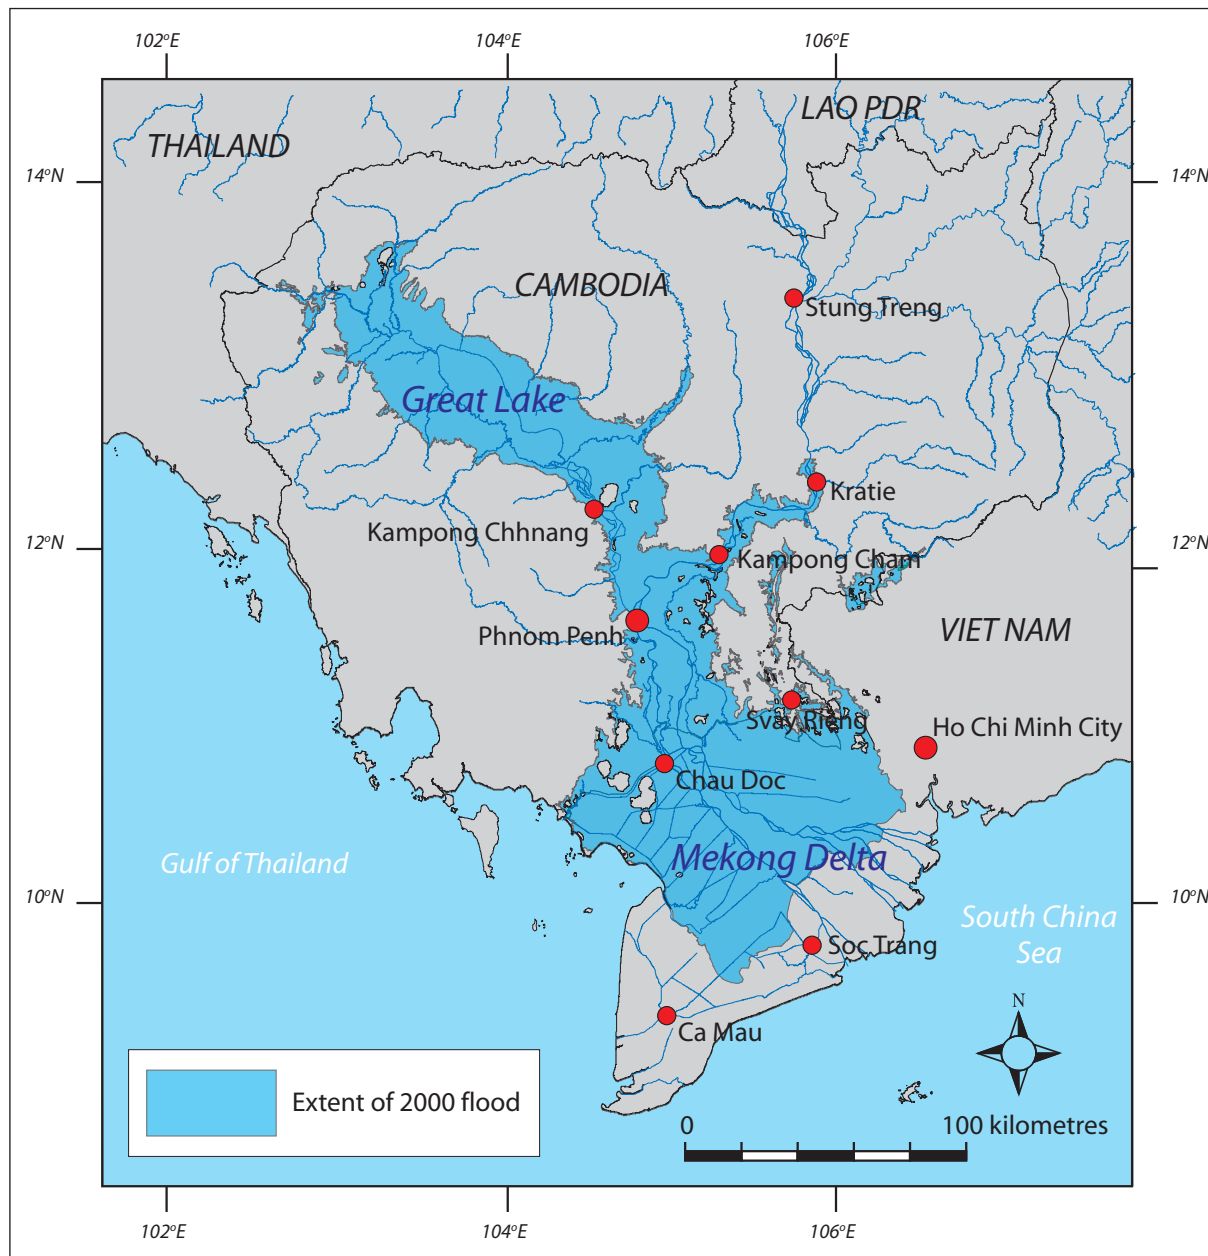 102°E 104°E 106°E
LAO PDR
THAILAND
14°N 14°N
CAMBODIA
Stung Treng
Great Lake
Kratie
Kampong Chhnang
12°N 12°N
Kampong Cham
Phnom Penh
VIET NAM
Svay Rieng
Ho Chi Minh City
Chau Doc
Gulf of Thailand
Mekong Delta
10°N 10°N
South China
Sea
Soc Trang
N
Ca Mau
Extent of 2000 flood
0 100 kilometres
102°E 104°E 106°E